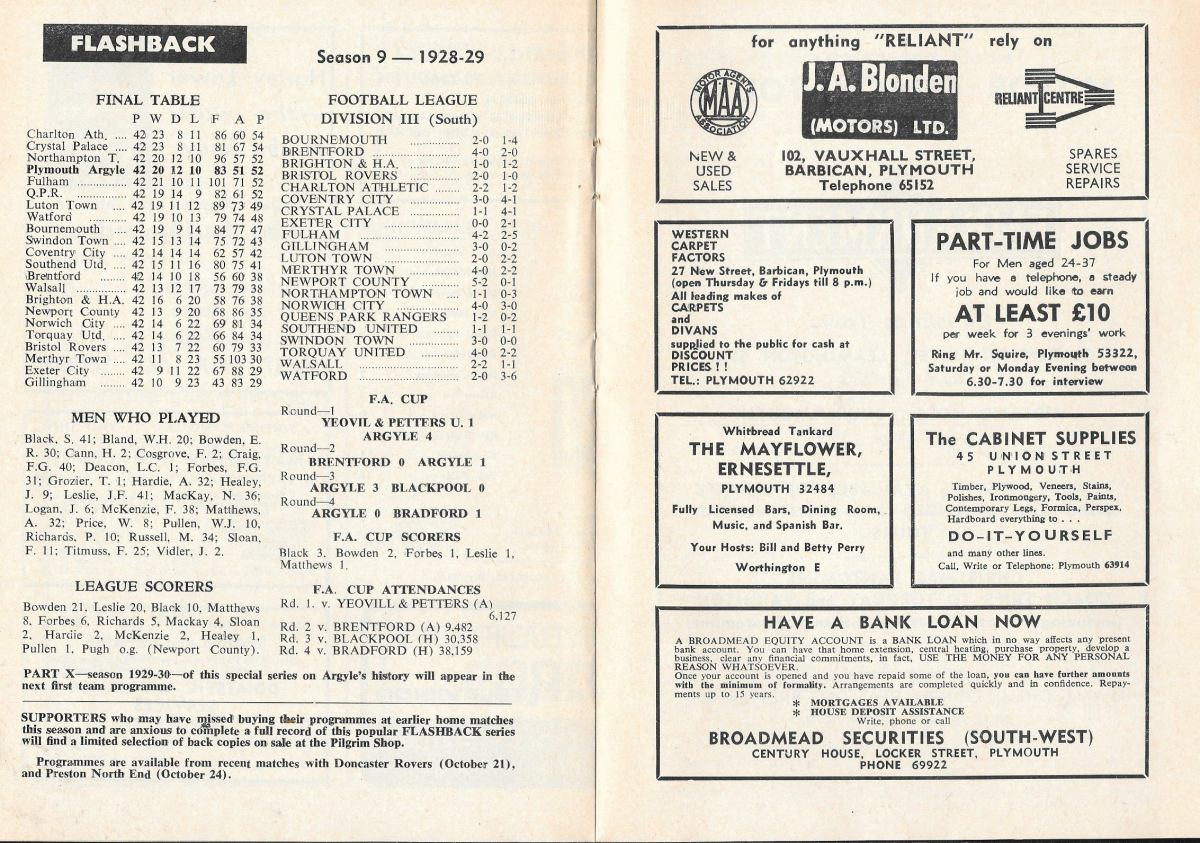 FLASHBACK
Season 9 — 1928-29
FINAL TABLE
P W D L F A P
Charlton Ath. .... 42 23 8 11 86 60 54
Crystal Palace .... 42 23 8 11 81 67 54
Northampton T. 42 20 12 10 96 57 52
Plymouth Argyle 42 20 12 10 83 51 52
Fulham .............. 42 21 10 11 101 71 52
Q.P.R. .............. 42 19 14 9 82 61 52
Luton Town .... 42 19 11 12 89 73 49
Watford .......... 42 19 10 13 79 74 48
Bournemouth .... 42 19 9 14 84 77 47
Swindon Town .... 42 15 13 14 75 72 43
Coventry City .... 42 14 14 14 62 57 42
Southend Utd. .... 42 15 11 16 80 75 41
Brentford .......... 42 14 10 18 56 60 38
Walsall .............. 42 13 12 17 73 79 38
Brighton & H.A. 42 16 6 20 58 76 38
Newport County 42 13 9 20 68 86 35
Norwich City .... 42 14 6 22 69 81 34
Torquay Utd. .... 42 14 6 22 66 84 34
Bristol Rovers .... 42 13 7 22 60 79 33
Merthyr Town .... 42 11 8 23 55 103 30
Exeter City ...... 42 9 11 22 67 88 29
Gillingham ........ 42 10 9 23 43 83 29
MEN WHO PLAYED
Black, S. 41; Bland, W.H. 20; Bowden, E.
R. 30; Cann, H. 2; Cosgrove, F. 2; Craig,
F.G. 40; Deacon, L.C. 1; Forbes, F.G.
31; Grozier, T. 1; Hardie, A. 32; Healey,
J. 9; Leslie, J.F. 41; MacKay, N. 36;
Logan, J. 6; McKenzie, F. 38; Matthews,
A. 32; Price, W. 8; Pullen, W.J. 10,
Richards, P. 10; Russell, M. 34; Sloan,
F. 11; Titmuss, F. 25; Vidler, J. 2.
LEAGUE SCORERS
Bowden 21, Leslie 20, Black 10, Matthews
8, Forbes 6, Richards 5, Mackay 4, Sloan
2, Hardie 2, McKenzie 2, Healey 1,
Pullen 1, Pugh o.g. (Newport County).
FOOTBALL LEAGUE
DIVISION III (South)
BOURNEMOUTH .............. 2-0 1-4
BRENTFORD .............. 4-0 2-0
BRIGHTON & H.A. .............. 1-0 1-2
BRISTOL ROVERS .............. 2-0 1-0
CHARLTON ATHLETIC ....... 2-2 1-2
COVENTRY CITY .............. 3-0 4-1
CRYSTAL PALACE .............. 1-1 4-1
EXETER CITY .............. 0-0 2-1
FULHAM .............. 4-2 2-5
GILLINGHAM .............. 3-0 0-2
LUTON TOWN .............. 2-0 2-2
MERTHYR TOWN .............. 4-0 2-2
NEWPORT COUNTY .............. 5-2 0-1
NORTHAMPTON TOWN .... 1-1 0-3
NORWICH CITY .............. 4-0 3-0
QUEENS PARK RANGERS 1-2 0-2
SOUTHEND UNITED ........ 1-1 1-1
SWINDON TOWN .............. 3-0 0-0
TORQUAY UNITED .............. 4-0 2-2
WALSALL .............. 2-2 1-1
WATFORD .............. 2-0 3-6
F.A. CUP
Round—1
YEOVIL & PETTERS U. 1
ARGYLE 4
Round—2
BRENTFORD 0 ARGYLE 1
Round—3
ARGYLE 3 BLACKPOOL 0
Round—4
ARGYLE 0 BRADFORD 1
F.A. CUP SCORERS
Black 3, Bowden 2, Forbes 1, Leslie 1,
Matthews 1.
F.A. CUP ATTENDANCES
Rd. 1. v. YEOVILL & PETTERS (A)
6,127
Rd. 2 v. BRENTFORD (A) 9,482
Rd. 3 v. BLACKPOOL (H) 30,358
Rd. 4 v. BRADFORD (H) 38,159
PART X—season 1929-30—of this special series on Argyle's history will appear in the
next first team programme.
SUPPORTERS who may have missed buying their programmes at earlier home matches
this season and are anxious to complete a full record of this popular FLASHBACK series
will find a limited selection of back copies on sale at the Pilgrim Shop.
Programmes are available from recent matches with Doncaster Rovers (October 21),
and Preston North End (October 24).
for anything "RELIANT" rely on
MOTOR AGENTS
MAA
ASSOCIATION
J.A. Blonden
(MOTORS) LTD.
RELIANT CENTRE
NEW &
USED
SALES
102, VAUXHALL STREET,
BARBICAN, PLYMOUTH
Telephone 65152
SPARES
SERVICE
REPAIRS
WESTERN
CARPET
FACTORS
27 New Street, Barbican, Plymouth
(open Thursday & Fridays till 8 p.m.)
All leading makes of
CARPETS
and
DIVANS
supplied to the public for cash at
DISCOUNT
PRICES ! !
TEL.: PLYMOUTH 62922
PART-TIME JOBS
For Men aged 24-37
If you have a telephone, a steady
job and would like to earn
AT LEAST £10
per week for 3 evenings' work
Ring Mr. Squire, Plymouth 53322,
Saturday or Monday Evening between
6.30-7.30 for interview
Whitbread Tankard
THE MAYFLOWER,
ERNESETTLE,
PLYMOUTH 32484
Fully Licensed Bars, Dining Room,
Music, and Spanish Bar.
Your Hosts: Bill and Betty Perry
Worthington E
The CABINET SUPPLIES
45 UNION STREET
PLYMOUTH
Timber, Plywood, Veneers, Stains,
Polishes, Ironmongery, Tools, Paints,
Contemporary Legs, Formica, Perspex,
Hardboard everything to . . .
DO-IT-YOURSELF
and many other lines.
Call, Write or Telephone: Plymouth 63914
HAVE A BANK LOAN NOW
A BROADMEAD EQUITY ACCOUNT is a BANK LOAN which in no way affects any present
bank account. You can have that home extension, central heating, purchase property, develop a
business, clear any financial commitments, in fact, USE THE MONEY FOR ANY PERSONAL
REASON WHATSOEVER.
Once your account is opened and you have repaid some of the loan, you can have further amounts
with the minimum of formality. Arrangements are completed quickly and in confidence. Repay-
ments up to 15 years.
* MORTGAGES AVAILABLE
* HOUSE DEPOSIT ASSISTANCE
Write, phone or call
BROADMEAD SECURITIES (SOUTH-WEST)
CENTURY HOUSE, LOCKER STREET, PLYMOUTH
PHONE 69922